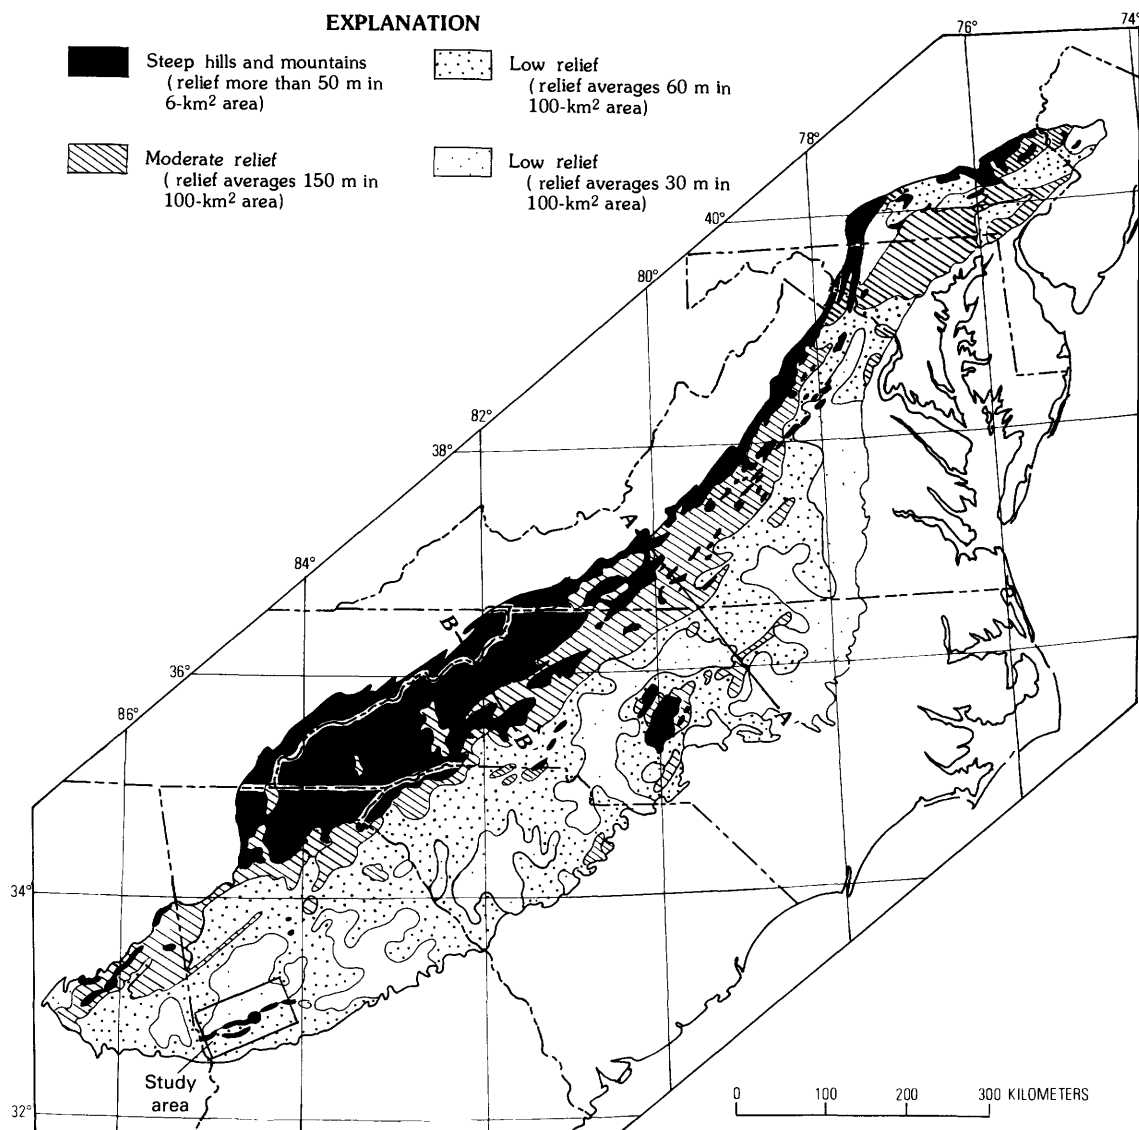 EXPLANATION
Steep hills and mountains
( relief more than 50 m in
6-km² area)
Moderate relief
( relief averages 150 m in
100-km² area)
Low relief
( relief averages 60 m in
100-km² area)
Low relief
( relief averages 30 m in
100-km² area)
74°
76°
78°
40°
80°
82°
38°
A
84°
B
36°
86°
A
B
34°
Study
area
32°
0 100 200 300 KILOMETERS